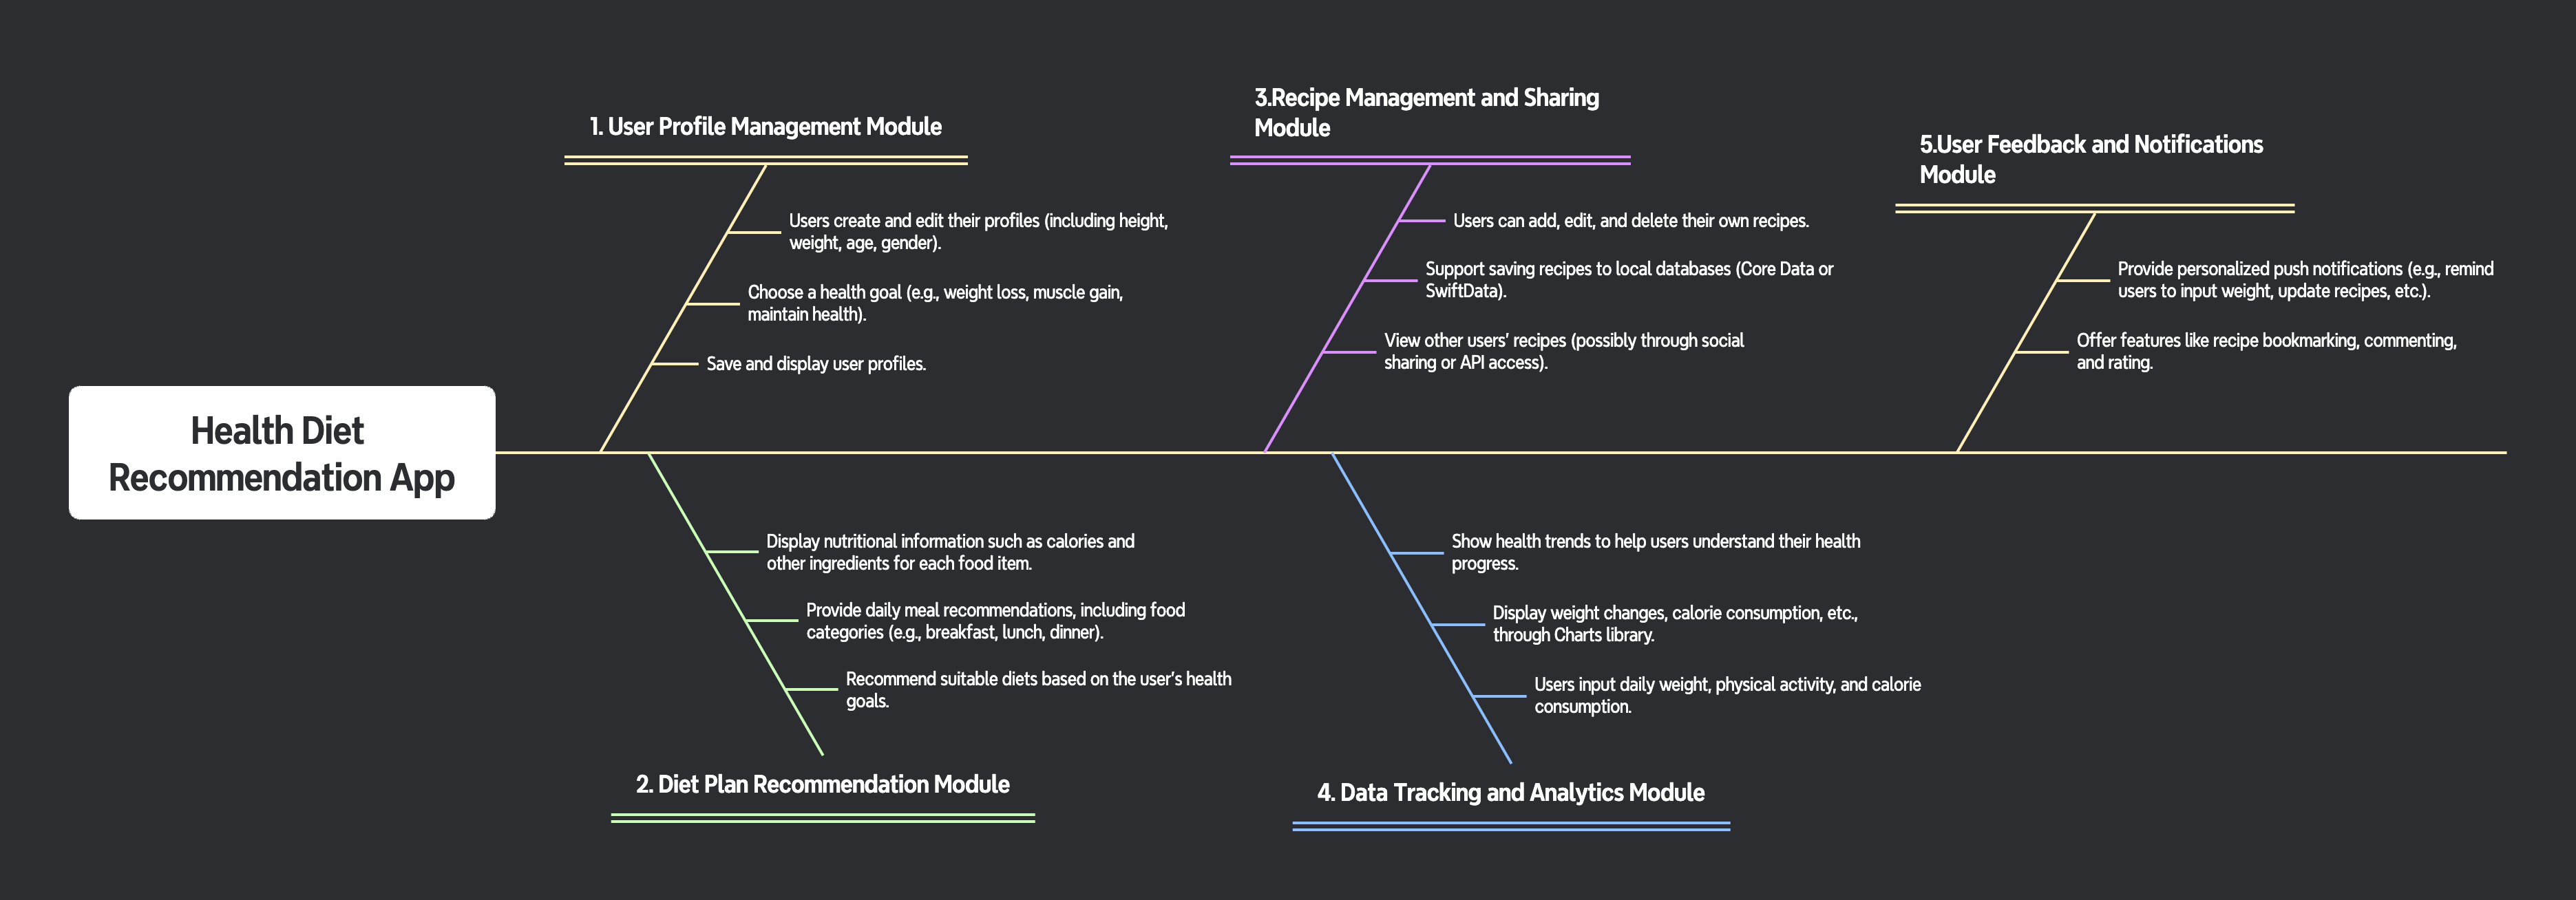 Health Diet
Recommendation App
1. User Profile Management Module
Users create and edit their profiles (including height,
weight, age, gender).
Choose a health goal (e.g., weight loss, muscle gain,
maintain health).
Save and display user profiles.
Display nutritional information such as calories and
other ingredients for each food item.
Provide daily meal recommendations, including food
categories (e.g., breakfast, lunch, dinner).
Recommend suitable diets based on the user's health
goals.
2. Diet Plan Recommendation Module
3.Recipe Management and Sharing
Module
Users can add, edit, and delete their own recipes.
Support saving recipes to local databases (Core Data or
SwiftData).
View other users' recipes (possibly through social
sharing or API access).
Show health trends to help users understand their health
progress.
Display weight changes, calorie consumption, etc.,
through Charts library.
Users input daily weight, physical activity, and calorie
consumption.
4. Data Tracking and Analytics Module
5.User Feedback and Notifications
Module
Provide personalized push notifications (e.g., remind
users to input weight, update recipes, etc.).
Offer features like recipe bookmarking, commenting,
and rating.